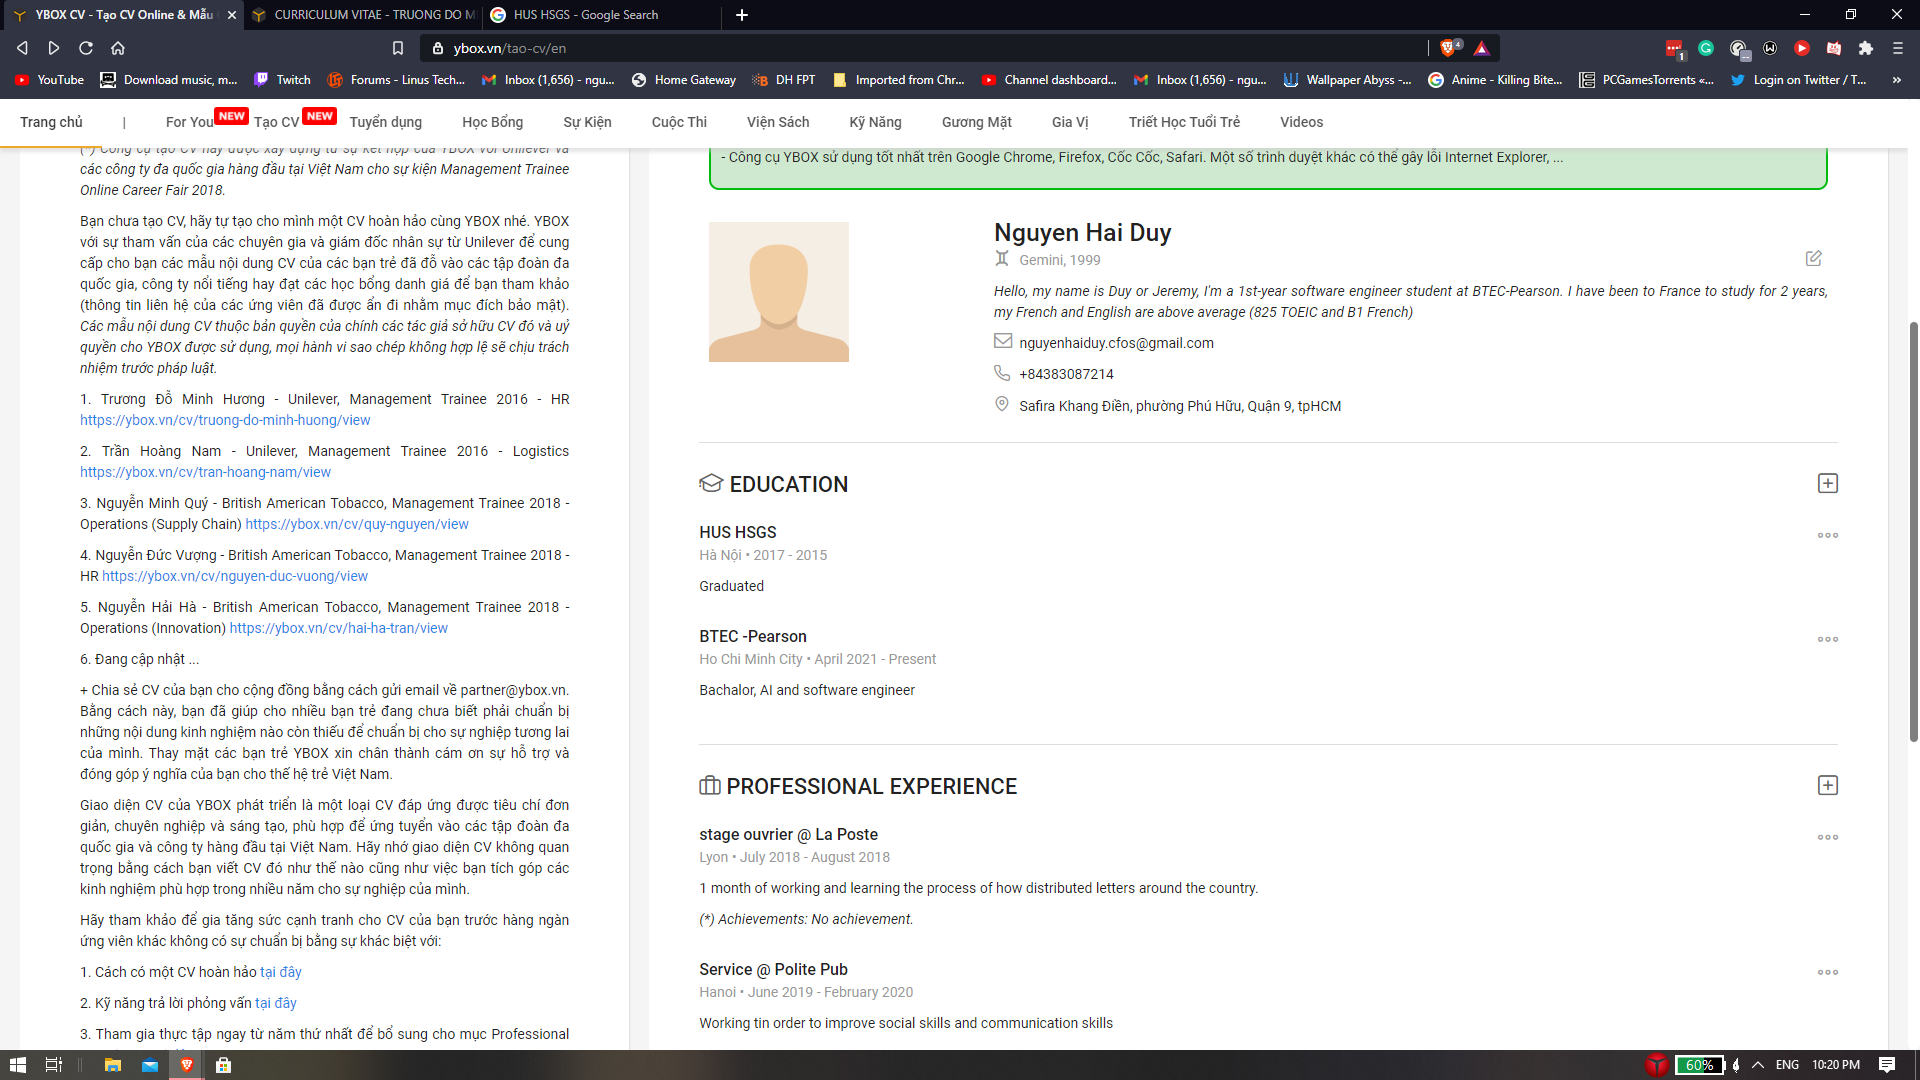 YBOX CV - Tạo CV Online & Mẫu
CURRICULUM VITAE - TRUONG DO M
HUS HSGS - Google Search
ybox.vn/tao-cv/en
4
1
YouTube
Download music, m...
Twitch
Forums - Linus Tech...
Inbox (1,656) - ngu...
Home Gateway
DH FPT
Imported from Chr...
Channel dashboard...
Inbox (1,656) - ngu...
Wallpaper Abyss -...
Anime - Killing Bite...
PCGamesTorrents «...
Login on Twitter / T...
»
Trang chủ | For You NEW Tạo CV NEW Tuyển dụng Học Bổng Sự Kiện Cuộc Thi Viện Sách Kỹ Năng Gương Mặt Gia Vị Triết Học Tuổi Trẻ Videos
(*) Công cụ tạo CV này được xây dựng từ sự kết hợp của YBOX với Unilever và
các công ty đa quốc gia hàng đầu tại Việt Nam cho sự kiện Management Trainee
Online Career Fair 2018.
Bạn chưa tạo CV, hãy tự tạo cho mình một CV hoàn hảo cùng YBOX nhé. YBOX
với sự tham vấn của các chuyên gia và giám đốc nhân sự từ Unilever để cung
cấp cho bạn các mẫu nội dung CV của các bạn trẻ đã đỗ vào các tập đoàn đa
quốc gia, công ty nổi tiếng hay đạt các học bổng danh giá để bạn tham khảo
(thông tin liên hệ của các ứng viên đã được ẩn đi nhằm mục đích bảo mật).
Các mẫu nội dung CV thuộc bản quyền của chính các tác giả sở hữu CV đó và uỷ
quyền cho YBOX được sử dụng, mọi hành vi sao chép không hợp lệ sẽ chịu trách
nhiệm trước pháp luật.
1. Trương Đỗ Minh Hương - Unilever, Management Trainee 2016 - HR
https://ybox.vn/cv/truong-do-minh-huong/view
2. Trần Hoàng Nam - Unilever, Management Trainee 2016 - Logistics
https://ybox.vn/cv/tran-hoang-nam/view
3. Nguyễn Minh Quý - British American Tobacco, Management Trainee 2018 -
Operations (Supply Chain) https://ybox.vn/cv/quy-nguyen/view
4. Nguyễn Đức Vượng - British American Tobacco, Management Trainee 2018 -
HR https://ybox.vn/cv/nguyen-duc-vuong/view
5. Nguyễn Hải Hà - British American Tobacco, Management Trainee 2018 -
Operations (Innovation) https://ybox.vn/cv/hai-ha-tran/view
6. Đang cập nhật ...
+ Chia sẻ CV của bạn cho cộng đồng bằng cách gửi email về partner@ybox.vn.
Bằng cách này, bạn đã giúp cho nhiều bạn trẻ đang chưa biết phải chuẩn bị
những nội dung kinh nghiệm nào còn thiếu để chuẩn bị cho sự nghiệp tương lai
của mình. Thay mặt các bạn trẻ YBOX xin chân thành cám ơn sự hỗ trợ và
đóng góp ý nghĩa của bạn cho thế hệ trẻ Việt Nam.
Giao diện CV của YBOX phát triển là một loại CV đáp ứng được tiêu chí đơn
giản, chuyên nghiệp và sáng tạo, phù hợp để ứng tuyển vào các tập đoàn đa
quốc gia và công ty hàng đầu tại Việt Nam. Hãy nhớ giao diện CV không quan
trọng bằng cách bạn viết CV đó như thế nào cũng như việc bạn tích góp các
kinh nghiệm phù hợp trong nhiều năm cho sự nghiệp của mình.
Hãy tham khảo để gia tăng sức cạnh tranh cho CV của bạn trước hàng ngàn
ứng viên khác không có sự chuẩn bị bằng sự khác biệt với:
1. Cách có một CV hoàn hảo tại đây
2. Kỹ năng trả lời phỏng vấn tại đây
3. Tham gia thực tập ngay từ năm thứ nhất để bổ sung cho mục Professional
- Công cụ YBOX sử dụng tốt nhất trên Google Chrome, Firefox, Cốc Cốc, Safari. Một số trình duyệt khác có thể gây lỗi Internet Explorer, ...
Nguyen Hai Duy
Gemini, 1999
Hello, my name is Duy or Jeremy, I'm a 1st-year software engineer student at BTEC-Pearson. I have been to France to study for 2 years,
my French and English are above average (825 TOEIC and B1 French)
nguyenhaiduy.cfos@gmail.com
+84383087214
Safira Khang Điền, phường Phú Hữu, Quận 9, tpHCM
EDUCATION
HUS HSGS
Hà Nội • 2017 - 2015
Graduated
BTEC -Pearson
Ho Chi Minh City • April 2021 - Present
Bachalor, AI and software engineer
PROFESSIONAL EXPERIENCE
stage ouvrier @ La Poste
Lyon • July 2018 - August 2018
1 month of working and learning the process of how distributed letters around the country.
(*) Achievements: No achievement.
Service @ Polite Pub
Hanoi • June 2019 - February 2020
Working tin order to improve social skills and communication skills
60%
ENG
10:20 PM